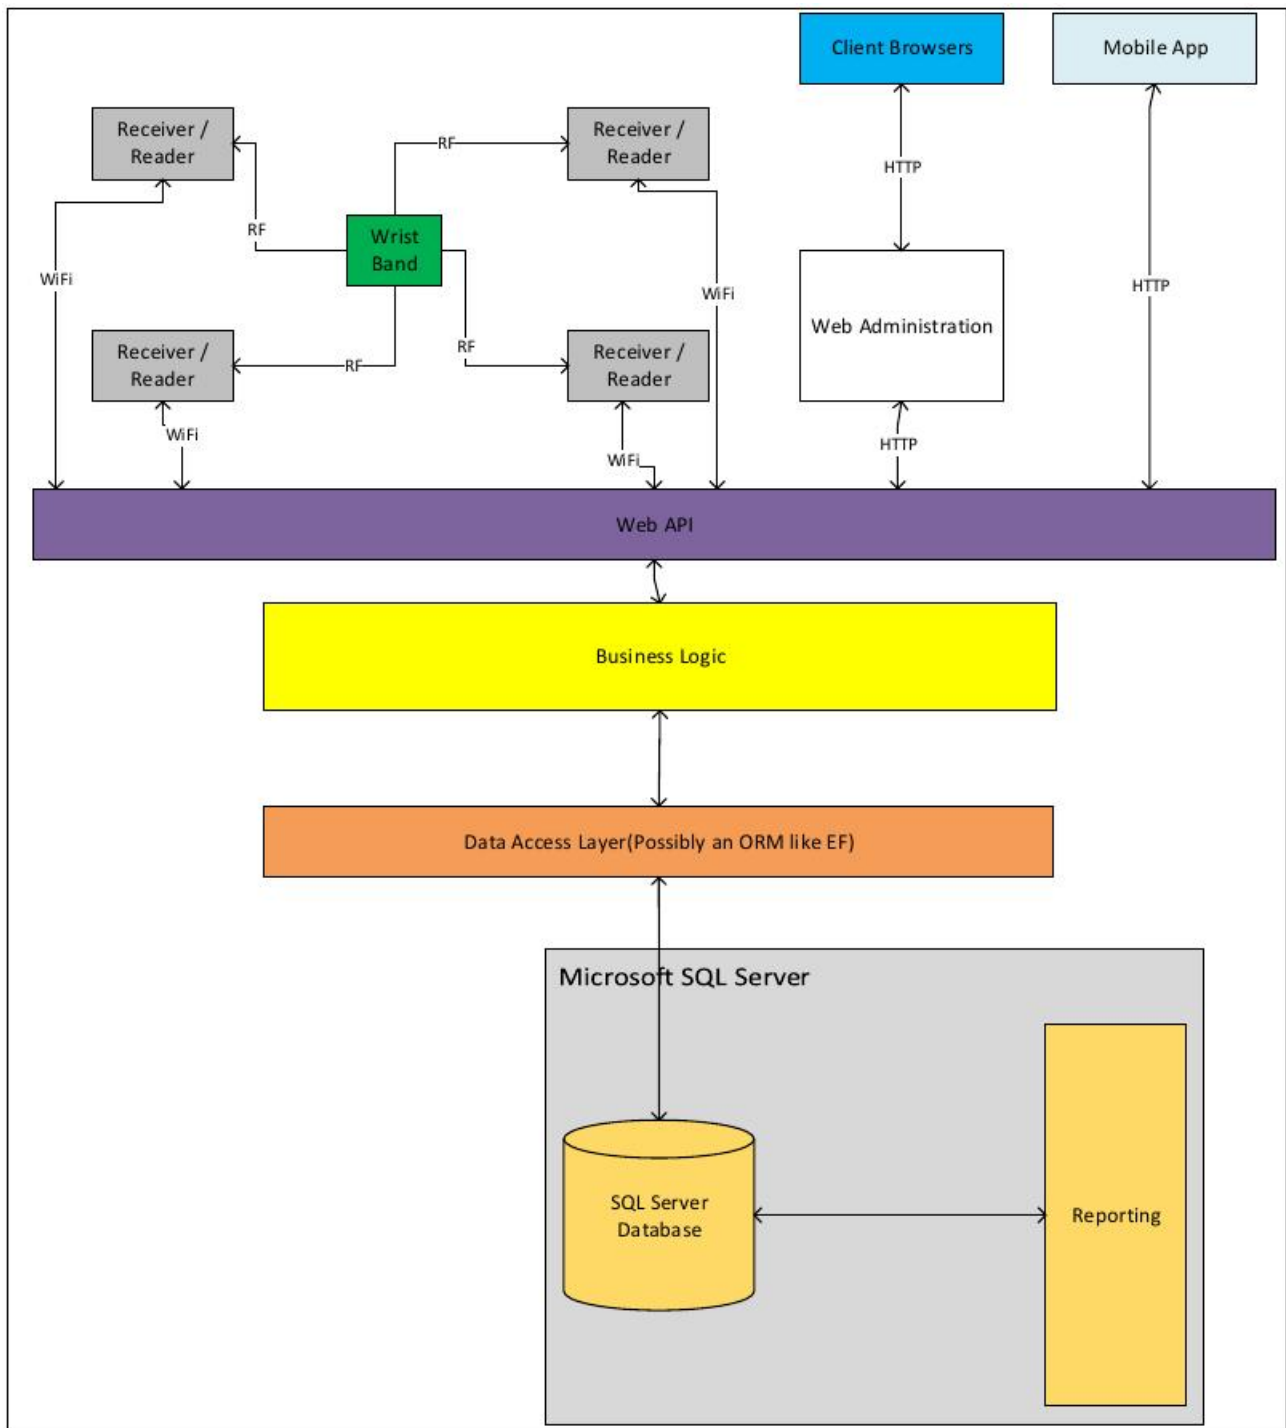 Client Browsers
Mobile App
Receiver /
Reader
RF
Receiver /
Reader
HTTP
RF
Wrist
Band
WiFi
WiFi
HTTP
Web Administration
Receiver /
Reader
RF
RF
Receiver /
Reader
WiFi
WiFi
HTTP
Web API
Business Logic
Data Access Layer(Possibly an ORM like EF)
Microsoft SQL Server
SQL Server
Database
Reporting